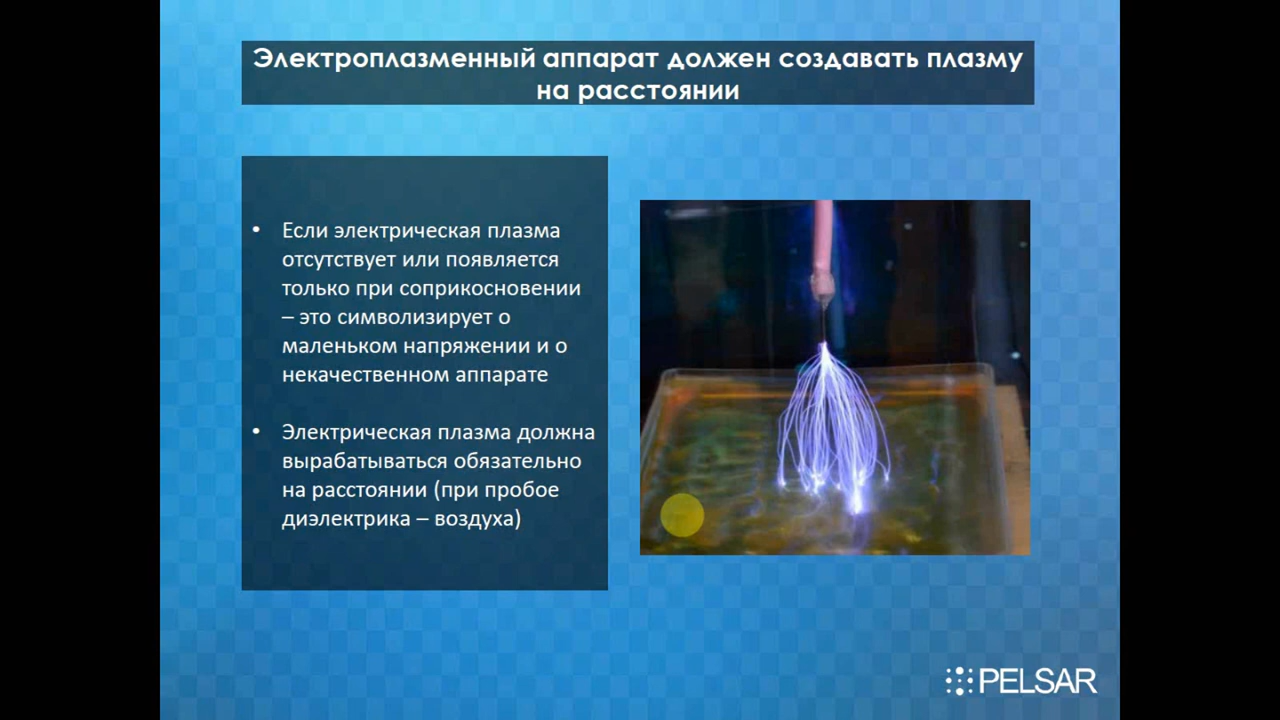 Электроплазменный аппарат должен создавать плазму
на расстоянии
• Если электрическая плазма
отсутствует или появляется
только при соприкосновении
– это символизирует о
маленьком напряжении и о
некачественном аппарате
• Электрическая плазма должна
вырабатываться обязательно
на расстоянии (при пробое
диэлектрика – воздуха)
PELSAR